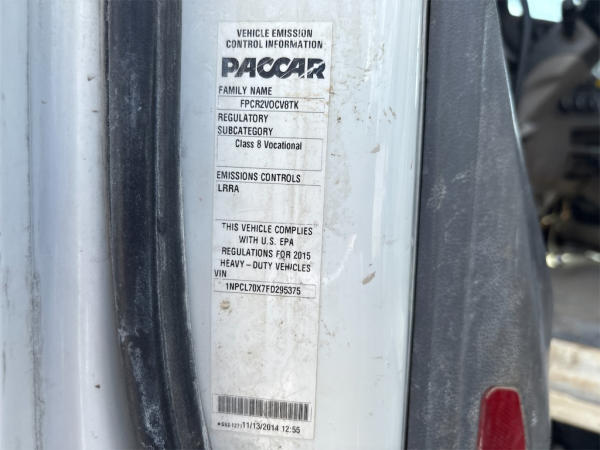 VEHICLE EMISSION
CONTROL INFORMATION
PACCAR
FAMILY NAME
FPCR2VOCV8TK
REGULATORY
SUBCATEGORY
Class 8 Vocational
EMISSIONS CONTROLS
LRRA
THIS VEHICLE COMPLIES
WITH U.S. EPA
REGULATIONS FOR 2015
HEAVY-DUTY VEHICLES
VIN
1NPCL70X7FD295375
11/13/2014 12:55